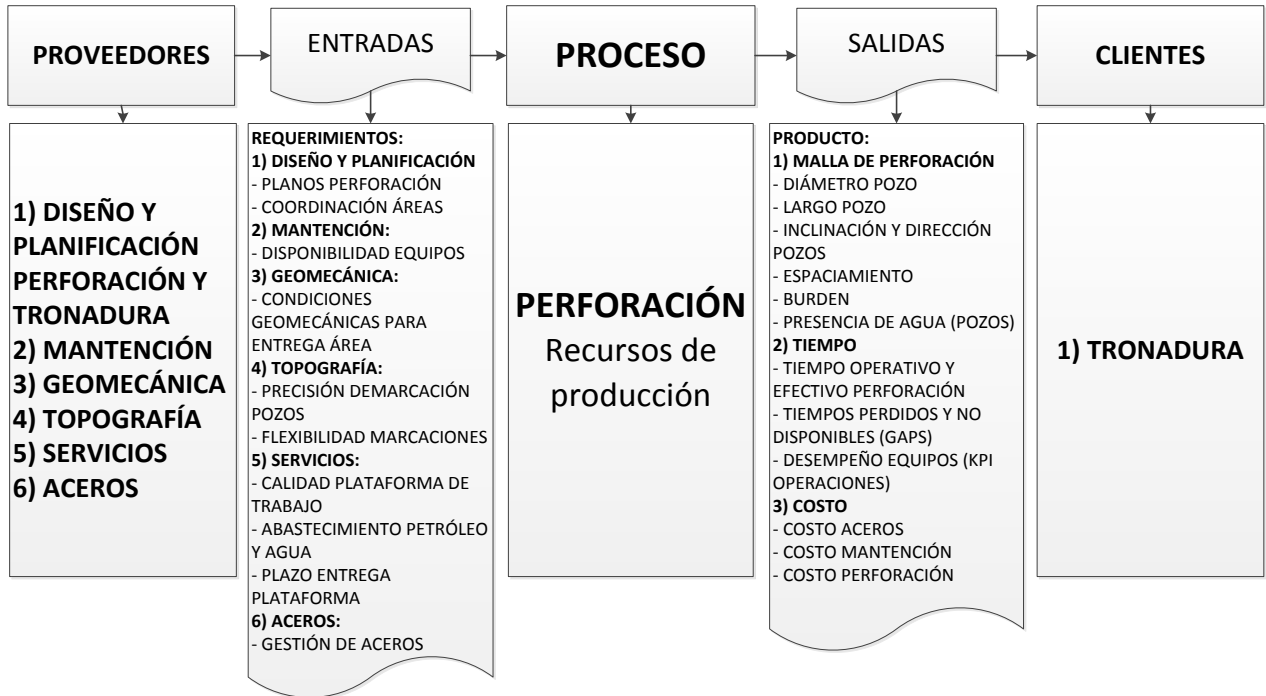 PROVEEDORES
ENTRADAS
PROCESO
SALIDAS
CLIENTES
1) DISEÑO Y
PLANIFICACIÓN
PERFORACIÓN Y
TRONADURA
2) MANTENCIÓN
3) GEOMECÁNICA
4) TOPOGRAFÍA
5) SERVICIOS
6) ACEROS
REQUERIMIENTOS:
1) DISEÑO Y PLANIFICACIÓN
- PLANOS PERFORACIÓN
- COORDINACIÓN ÁREAS
2) MANTENCIÓN:
- DISPONIBILIDAD EQUIPOS
3) GEOMECÁNICA:
- CONDICIONES
GEOMECÁNICAS PARA
ENTREGA ÁREA
4) TOPOGRAFÍA:
- PRECISIÓN DEMARCACIÓN
POZOS
- FLEXIBILIDAD MARCACIONES
5) SERVICIOS:
- CALIDAD PLATAFORMA DE
TRABAJO
- ABASTECIMIENTO PETRÓLEO
Y AGUA
- PLAZO ENTREGA
PLATAFORMA
6) ACEROS:
- GESTIÓN DE ACEROS
PERFORACIÓN
Recursos de
producción
PRODUCTO:
1) MALLA DE PERFORACIÓN
- DIÁMETRO POZO
- LARGO POZO
- INCLINACIÓN Y DIRECCIÓN
POZOS
- ESPACIAMIENTO
- BURDEN
- PRESENCIA DE AGUA (POZOS)
2) TIEMPO
- TIEMPO OPERATIVO Y
EFECTIVO PERFORACIÓN
- TIEMPOS PERDIDOS Y NO
DISPONIBLES (GAPS)
- DESEMPEÑO EQUIPOS (KPI
OPERACIONES)
3) COSTO
- COSTO ACEROS
- COSTO MANTENCIÓN
- COSTO PERFORACIÓN
1) TRONADURA